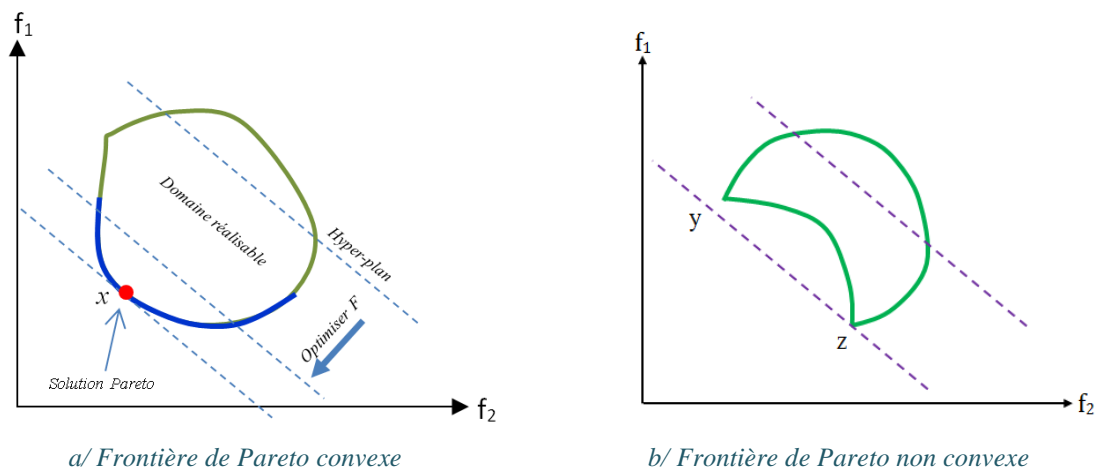 f1
Domaine réalisable
Hyper-plan
Optimiser F
x
Solution Pareto
f2
a/ Frontière de Pareto convexe
f1
y
z
f2
b/ Frontière de Pareto non convexe